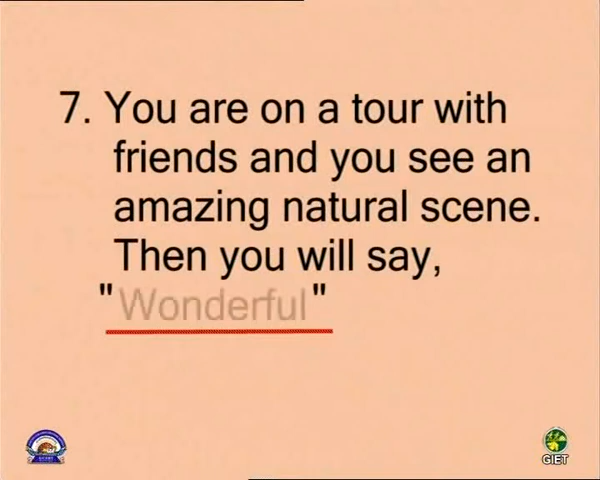 7. You are on a tour with
friends and you see an
amazing natural scene.
Then you will say,
"Wonderful"
GIET